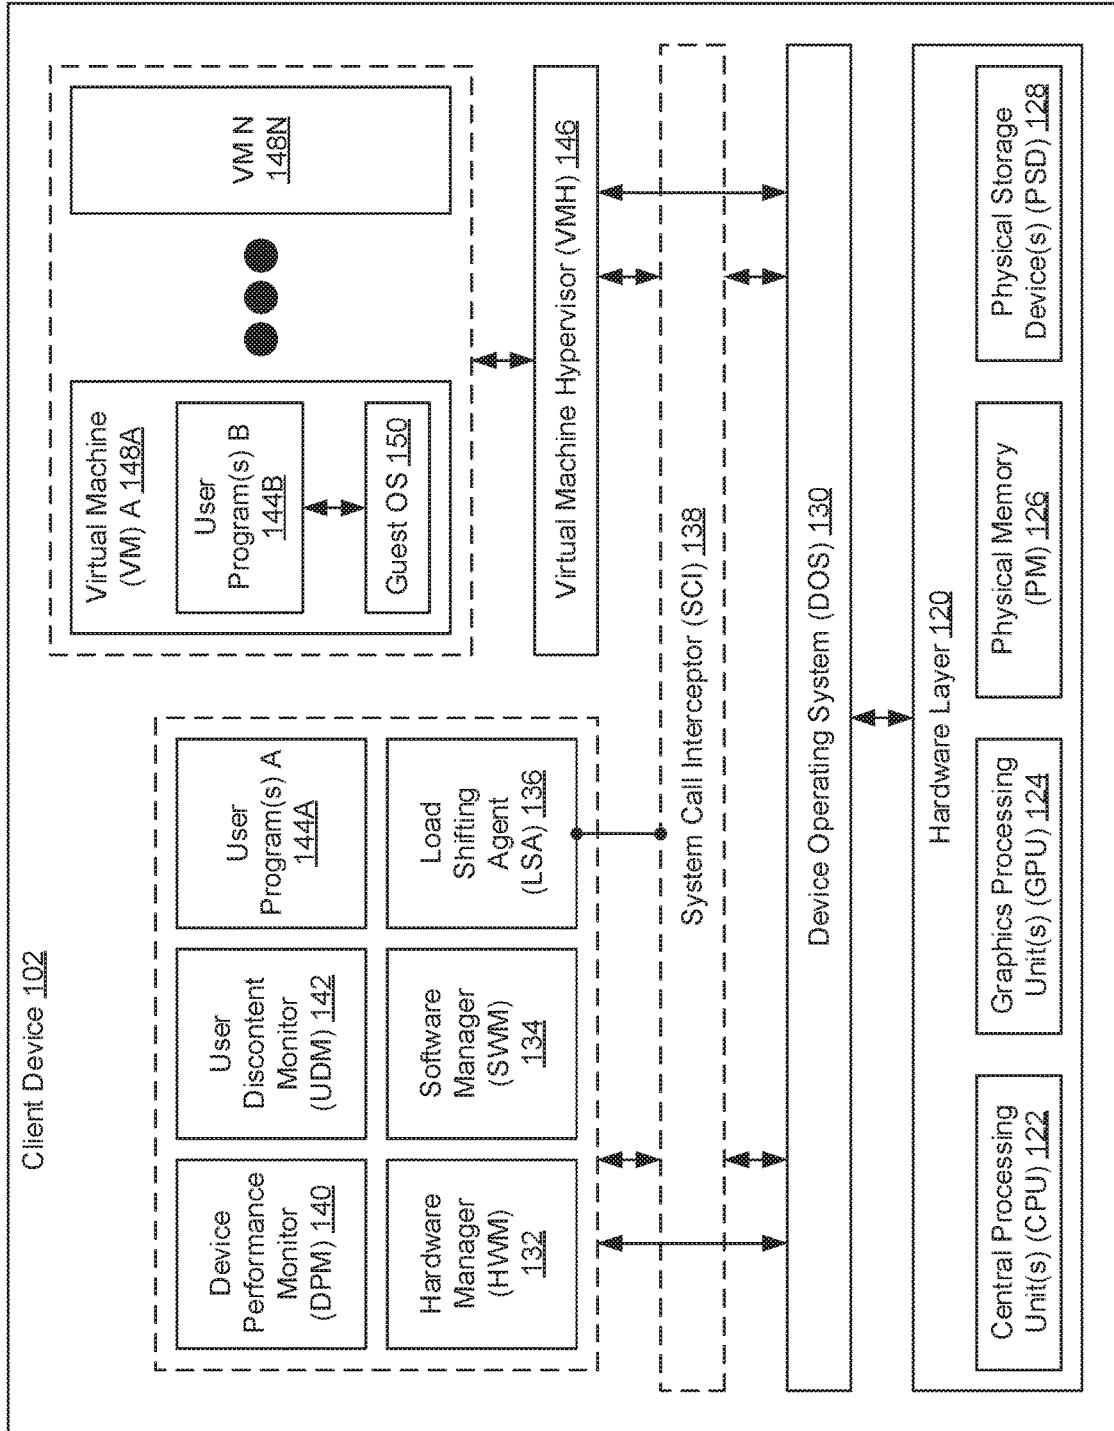 Client Device 102
Device
Performance
Monitor
(DPM) 140
User
Discontent
Monitor
(UDM) 142
User
Program(s) A
144A
Hardware
Manager
(HWM)
132
Software
Manager
(SWM)
134
Load
Shifting
Agent
(LSA) 136
Virtual Machine
(VM) A 148A
User
Program(s) B
144B
Guest OS 150
VM N
148N
Virtual Machine Hypervisor (VMH) 146
System Call Interceptor (SCI) 138
Device Operating System (DOS) 130
Hardware Layer 120
Central Processing
Unit(s) (CPU) 122
Graphics Processing
Unit(s) (GPU) 124
Physical Memory
(PM) 126
Physical Storage
Device(s) (PSD) 128